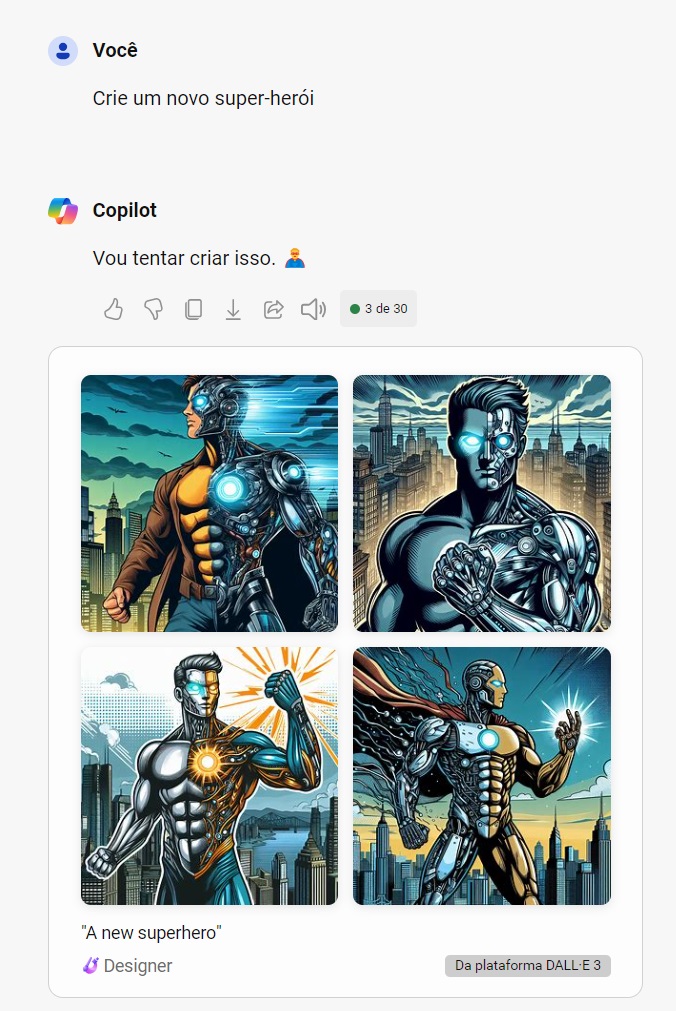 Você
Crie um novo super-herói
Copilot
Vou tentar criar isso.
3 de 30
"A new superhero"
Designer
Da plataforma DALL·E 3